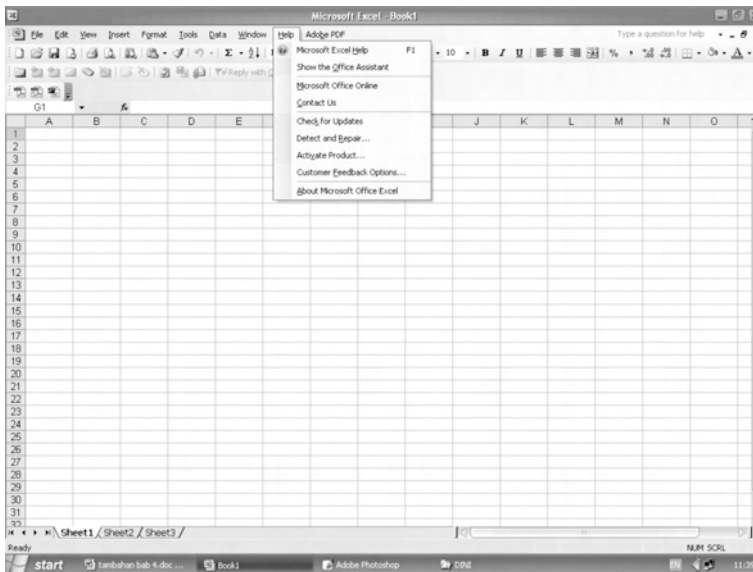 Microsoft Excel - Book1
File Edit View Insert Format Tools Data Window Help Adobe PDF
Type a question for help
10 B I U
Reply with
G1 fx
Microsoft Excel Help F1
Show the Office Assistant
Microsoft Office Online
Contact Us
Check for Updates
Detect and Repair...
Activate Product...
Customer Feedback Options...
About Microsoft Office Excel
A B C D E J K L M N O
1
2
3
4
5
6
7
8
9
10
11
12
13
14
15
16
17
18
19
20
21
22
23
24
25
26
27
28
29
30
31
32
Sheet1 / Sheet2 / Sheet3
Ready NUM SCRL
start tambahan bab 4.doc ... Book1 Adobe Photoshop EN